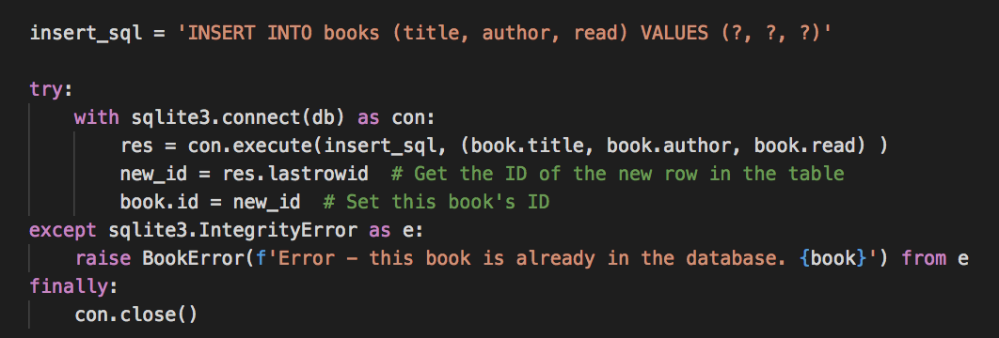 insert_sql = 'INSERT INTO books (title, author, read) VALUES (?, ?, ?)'
try:
with sqlite3.connect(db) as con:
res = con.execute(insert_sql, (book.title, book.author, book.read) )
new_id = res.lastrowid  # Get the ID of the new row in the table
book.id = new_id  # Set this book's ID
except sqlite3.IntegrityError as e:
raise BookError(f'Error - this book is already in the database. {book}') from e
finally:
con.close()